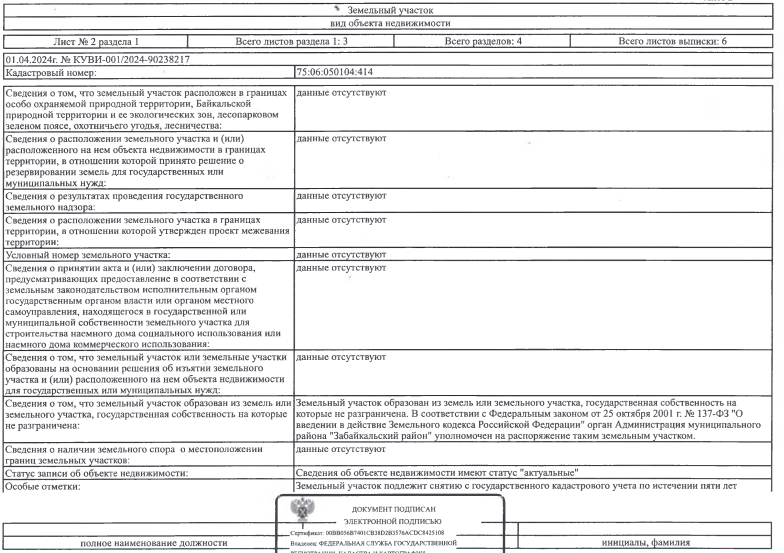 Земельный участок
вид объекта недвижимости
Лист № 2 раздела 1 Всего листов раздела 1: 3 Всего разделов: 4 Всего листов выписки: 6
01.04.2024г. № КУВИ-001/2024-90238217
Кадастровый номер: 75:06:050104:414
Сведения о том, что земельный участок расположен в границах данные отсутствуют
особо охраняемой природной территории, Байкальской
природной территории и ее экологических зон, лесопарковом
зеленом поясе, охотничьего угодья, лесничества:
Сведения о расположении земельного участка и (или) данные отсутствуют
расположенного на нем объекта недвижимости в границах
территории, в отношении которой принято решение о
резервировании земель для государственных или
муниципальных нужд:
Сведения о результатах проведения государственного данные отсутствуют
земельного надзора:
Сведения о расположении земельного участка в границах данные отсутствуют
территории, в отношении которой утвержден проект межевания
территории:
Условный номер земельного участка: данные отсутствуют
Сведения о принятии акта и (или) заключении договора, данные отсутствуют
предусматривающих предоставление в соответствии с
земельным законодательством исполнительным органом
государственным органом власти или органом местного
самоуправления, находящегося в государственной или
муниципальной собственности земельного участка для
строительства наемного дома социального использования или
наемного дома коммерческого использования:
Сведения о том, что земельный участок или земельные участки данные отсутствуют
образованы на основании решения об изъятии земельного
участка и (или) расположенного на нем объекта недвижимости
для государственных или муниципальных нужд:
Сведения о том, что земельный участок образован из земель или Земельный участок образован из земель или земельного участка, государственная собственность на
земельного участка, государственная собственность на которые которые не разграничена. В соответствии с Федеральным законом от 25 октября 2001 г. № 137-ФЗ "О
не разграничена: введении в действие Земельного кодекса Российской Федерации" орган Администрация муниципального
района "Забайкальский район" уполномочен на распоряжение таким земельным участком.
Сведения о наличии земельного спора о местоположении данные отсутствуют
границ земельных участков:
Статус записи об объекте недвижимости: Сведения об объекте недвижимости имеют статус "актуальные"
Особые отметки: Земельный участок подлежит снятию с государственного кадастрового учета по истечении пяти лет
ДОКУМЕНТ ПОДПИСАН
ЭЛЕКТРОННОЙ ПОДПИСЬЮ
Сертификат: 00BB056B7401CB38D2B3576ACDC8425108
Владелец: ФЕДЕРАЛЬНАЯ СЛУЖБА ГОСУДАРСТВЕННОЙ
полное наименование должности инициалы, фамилия